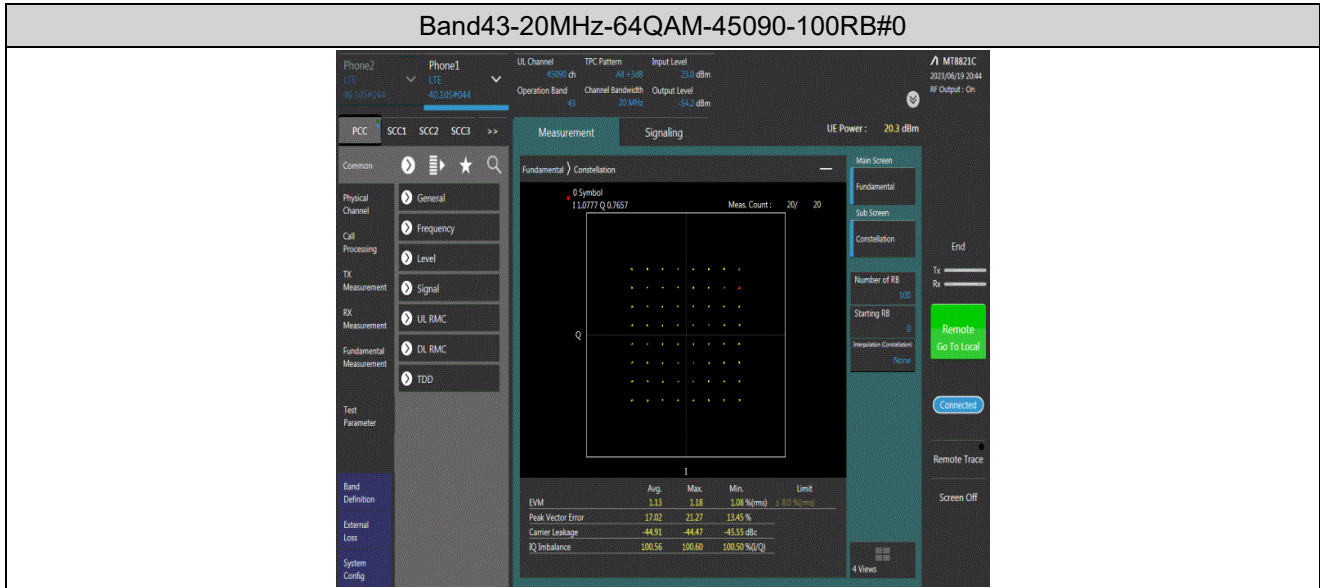 Band43-20MHz-64QAM-45090-100RB#0
Phone2
LTE
40.10S#044
Phone1
LTE
40.10S#044
UL Channel
45090 ch
TPC Pattern
All +3dB
Input Level
23.0 dBm
Operation Band
43
Channel Bandwidth
20 MHz
Output Level
-54.2 dBm
MT8821C
2023/06/19 20:44
RF Output : On
PCC SCC1 SCC2 SCC3 >>
Measurement
Signaling
UE Power : 20.3 dBm
Common
Physical
Channel
Call
Processing
TX
Measurement
RX
Measurement
Fundamental
Measurement
Test
Parameter
Band
Definition
External
Loss
System
Config
General
Frequency
Level
Signal
UL RMC
DL RMC
TDD
Fundamental 〉 Constellation
0 Symbol
I 1.0777 Q 0.7657
Meas. Count : 20/ 20
Q
I
Avg. Max. Min. Limit
EVM 1.13 1.18 1.08 %(rms) ≤ 8.0 %(rms)
Peak Vector Error 17.02 21.27 13.45 %
Carrier Leakage -44.91 -44.47 -45.55 dBc
IQ Imbalance 100.56 100.60 100.50 %(I/Q)
Main Screen
Fundamental
Sub Screen
Constellation
Number of RB
100
Starting RB
0
Interpolation (Constellation)
None
4 Views
End
Tx
Rx
Remote
Go To Local
Connected
Remote Trace
Screen Off